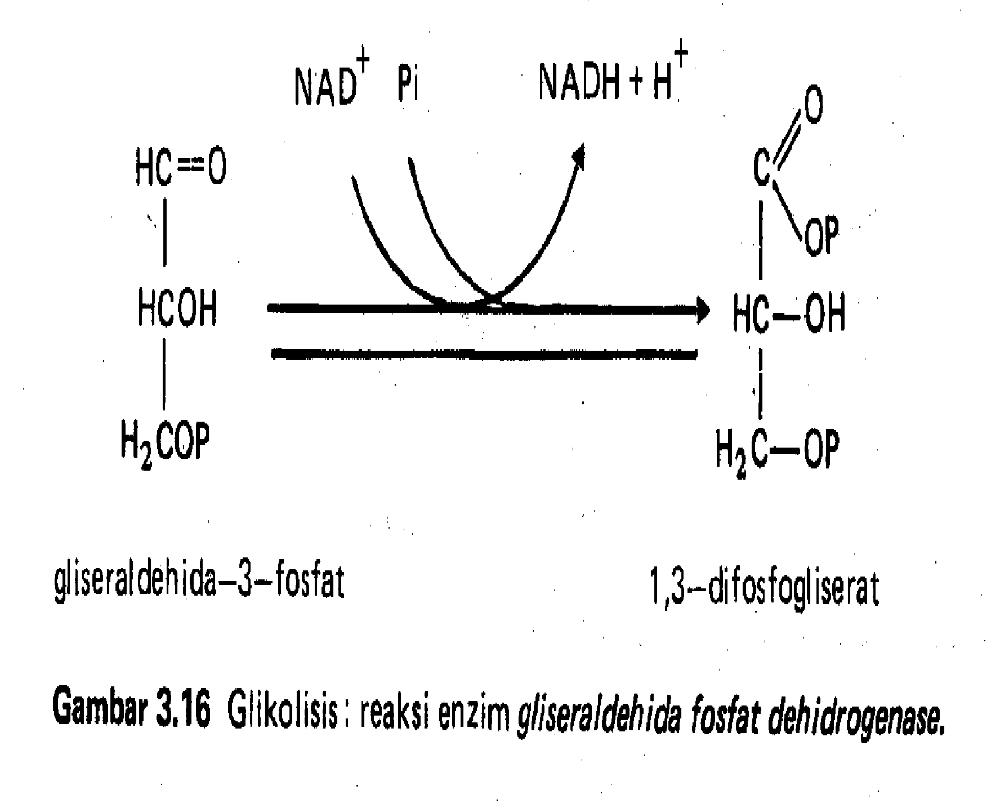 NAD⁺ Pi NADH + H⁺
O
HC=O C
OP
HCOH HC—OH
H₂COP H₂C—OP
gliseraldehida–3–fosfat 1,3–difosfogliserat
Gambar 3.16 Glikolisis: reaksi enzim gliseraldehida fosfat dehidrogenase.